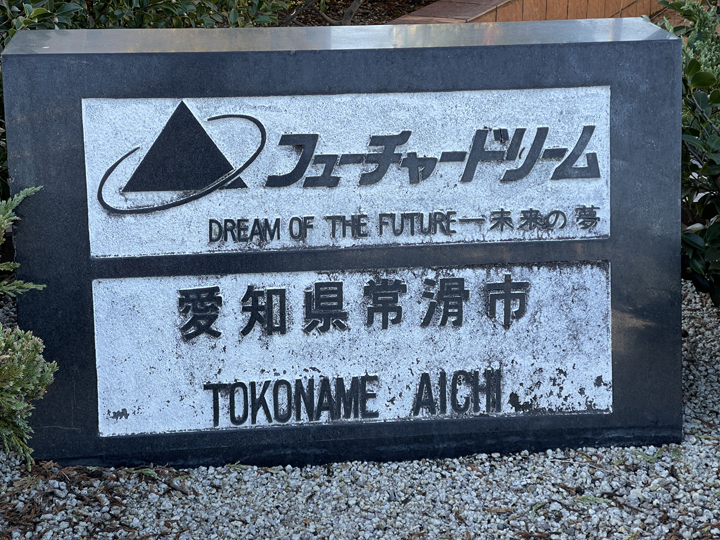 フューチャードリーム
DREAM OF THE FUTURE—未来の夢
愛知県常滑市
TOKONAME AICHI